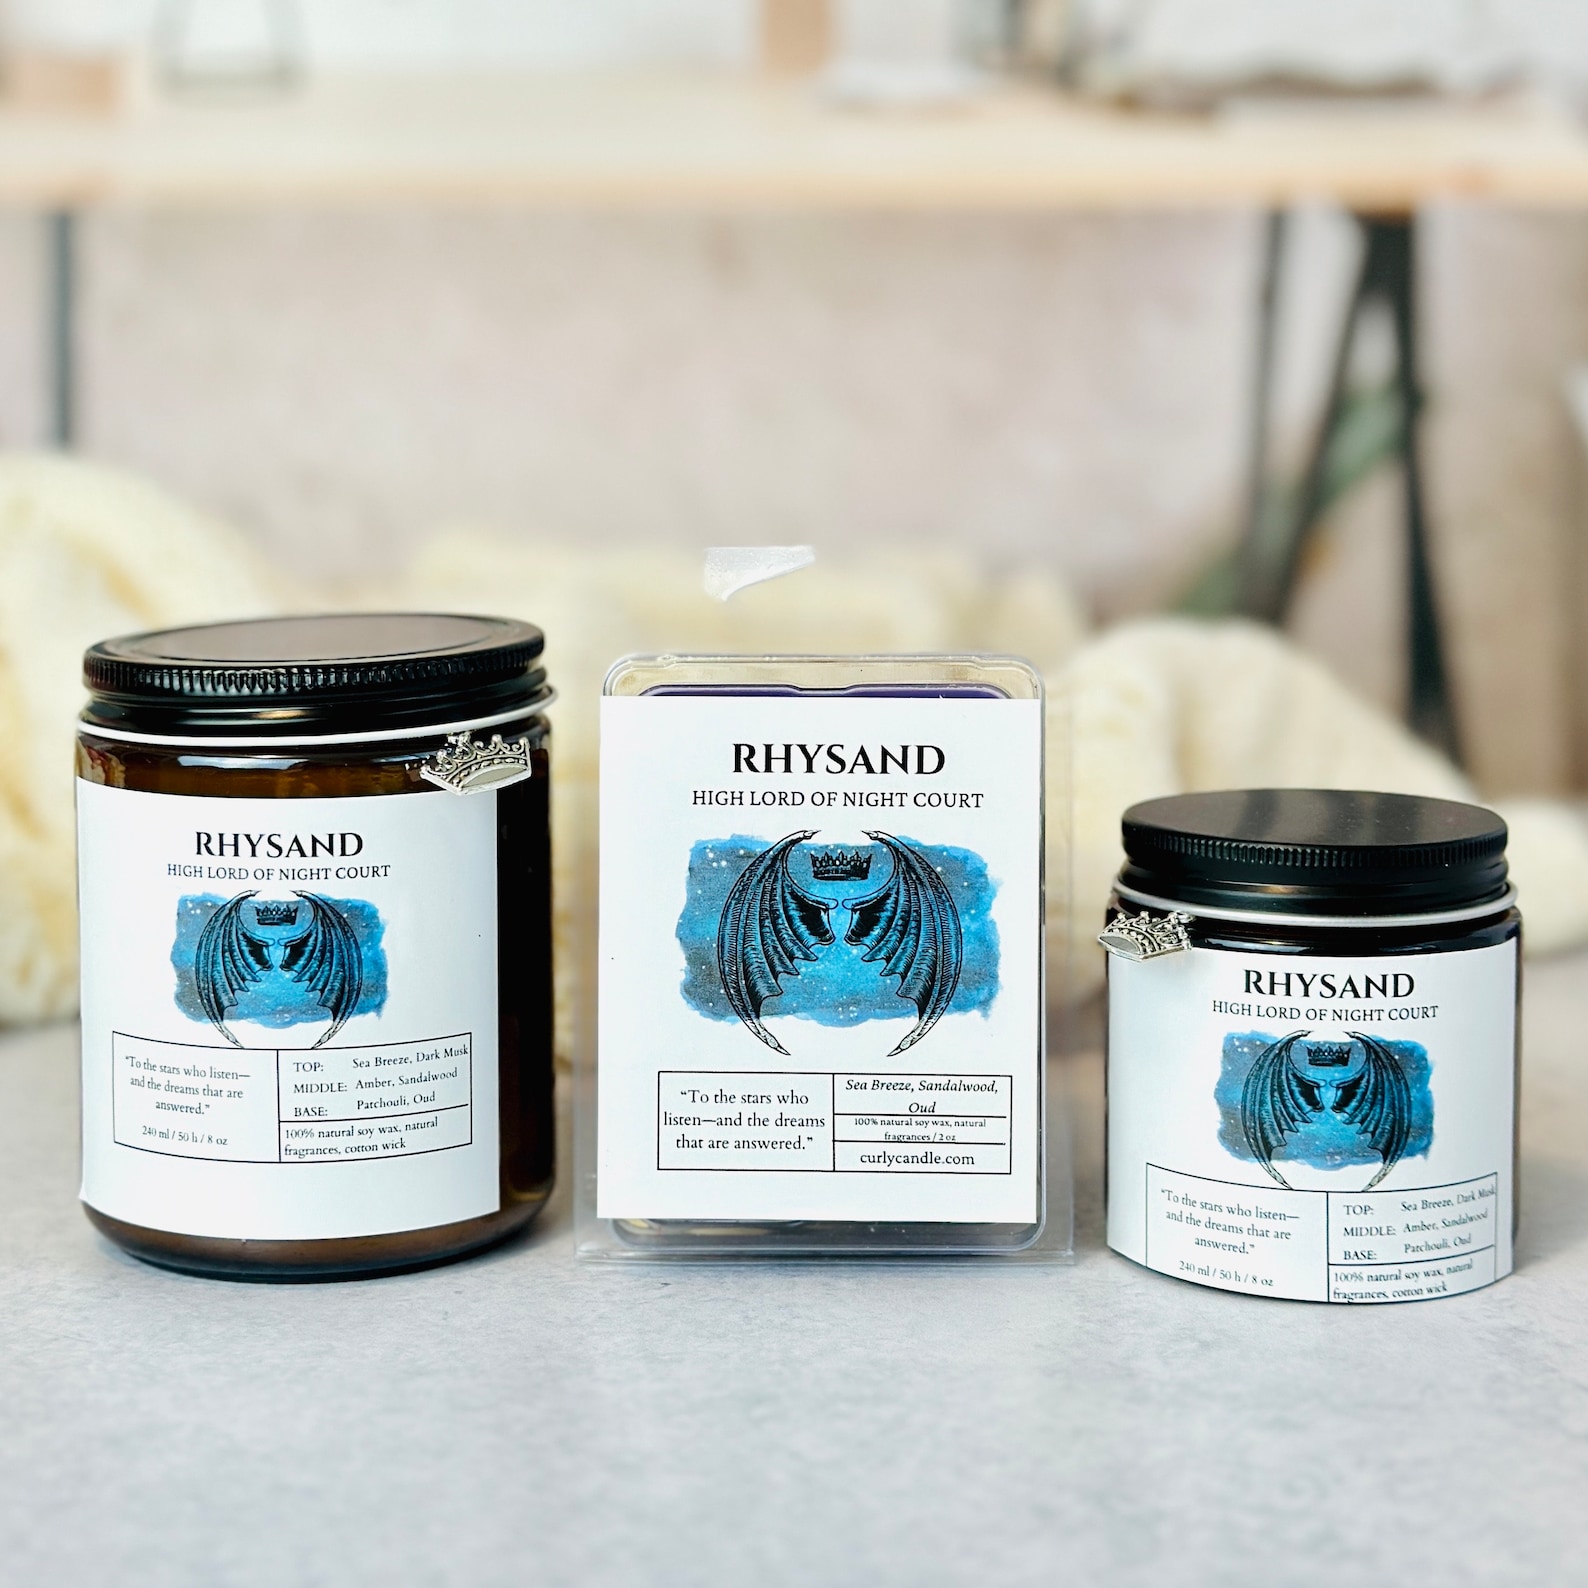 RHYSAND
HIGH LORD OF NIGHT COURT
“To the stars who listen—
and the dreams that are
answered.”
240 ml / 50 h / 8 oz
TOP: Sea Breeze, Dark Musk
MIDDLE: Amber, Sandalwood
BASE: Patchouli, Oud
100% natural soy wax, natural
fragrances, cotton wick
RHYSAND
HIGH LORD OF NIGHT COURT
“To the stars who
listen—and the dreams
that are answered.”
Sea Breeze, Sandalwood,
Oud
100% natural soy wax, natural
fragrances / 2 oz
curlycandle.com
RHYSAND
HIGH LORD OF NIGHT COURT
“To the stars who listen—
and the dreams that are
answered.”
240 ml / 50 h / 8 oz
TOP: Sea Breeze, Dark Musk
MIDDLE: Amber, Sandalwood
BASE: Patchouli, Oud
100% natural soy wax, natural
fragrances, cotton wick